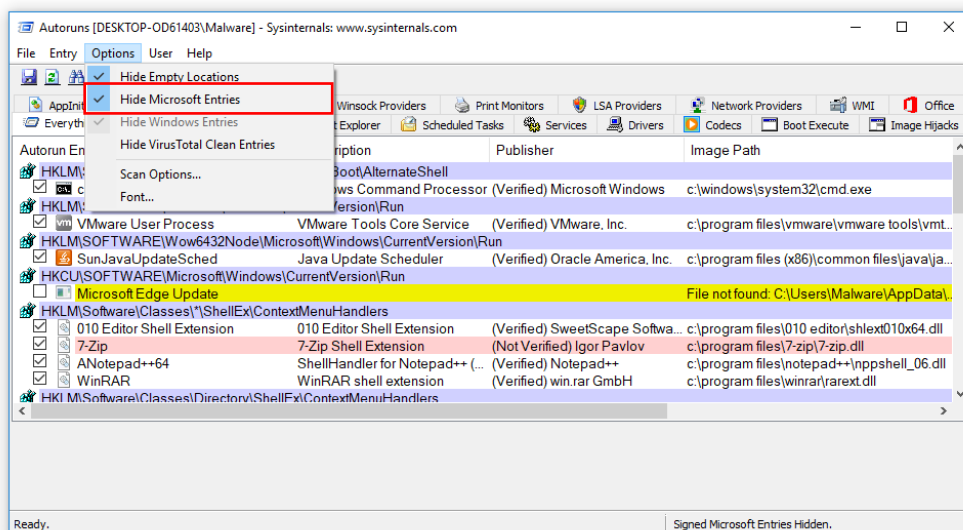 Autoruns [DESKTOP-OD61403\Malware] - Sysinternals: www.sysinternals.com
File Entry Options User Help
Hide Empty Locations
Hide Microsoft Entries
Hide Windows Entries
Hide VirusTotal Clean Entries
Scan Options...
Font...
Winsock Providers Print Monitors LSA Providers Network Providers WMI Office
Explorer Scheduled Tasks Services Drivers Codecs Boot Execute Image Hijacks
Autorun Publisher Image Path
HKLM\ Boot\AlternateShell
Command Processor (Verified) Microsoft Windows c:\windows\system32\cmd.exe
HKLM\
VMware User Process VMware Tools Core Service (Verified) VMware, Inc. c:\program files\vmware\vmware tools\vmt...
HKLM\SOFTWARE\Wow6432Node\Microsoft\Windows\CurrentVersion\Run
SunJavaUpdateSched Java Update Scheduler (Verified) Oracle America, Inc. c:\program files (x86)\common files\java\ja...
HKCU\SOFTWARE\Microsoft\Windows\CurrentVersion\Run
Microsoft Edge Update File not found: C:\Users\Malware\AppData\...
HKLM\Software\Classes\*\ShellEx\ContextMenuHandlers
010 Editor Shell Extension 010 Editor Shell Extension (Verified) SweetScape Softwa... c:\program files\010 editor\shlext010x64.dll
7-Zip 7-Zip Shell Extension (Not Verified) Igor Pavlov c:\program files\7-zip\7-zip.dll
ANotepad++64 ShellHandler for Notepad++ (... (Verified) Notepad++ c:\program files\notepad++\nppshell_06.dll
WinRAR WinRAR shell extension (Verified) win.rar GmbH c:\program files\winrar\rarext.dll
HKLM\Software\Classes\Directory\ShellEx\ContextMenuHandlers
Ready. Signed Microsoft Entries Hidden.